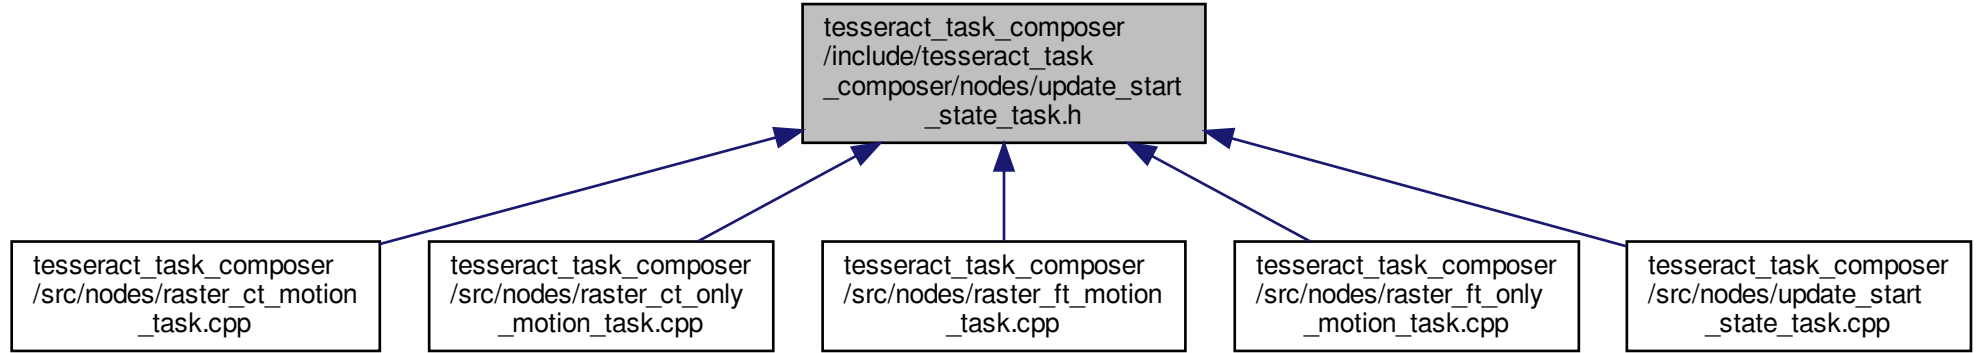 tesseract_task_composer
/include/tesseract_task
_composer/nodes/update_start
_state_task.h
tesseract_task_composer
/src/nodes/raster_ct_motion
_task.cpp
tesseract_task_composer
/src/nodes/raster_ct_only
_motion_task.cpp
tesseract_task_composer
/src/nodes/raster_ft_motion
_task.cpp
tesseract_task_composer
/src/nodes/raster_ft_only
_motion_task.cpp
tesseract_task_composer
/src/nodes/update_start
_state_task.cpp